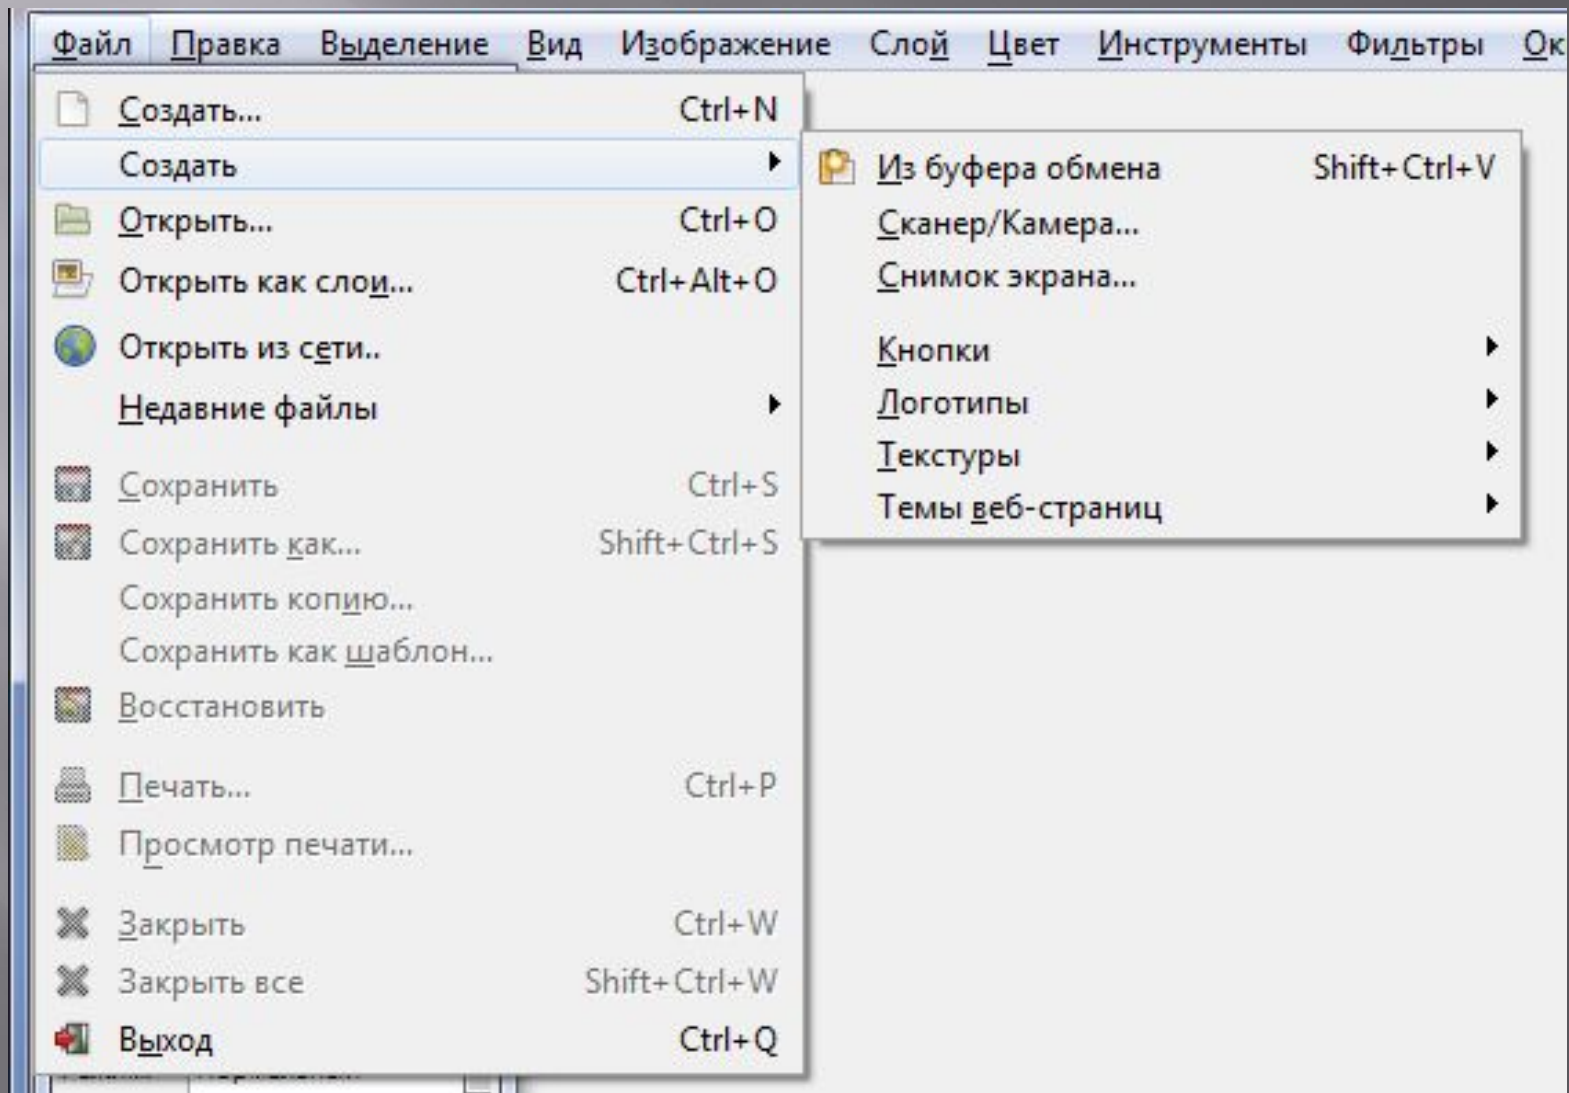 Файл Правка Выделение Вид Изображение Слой Цвет Инструменты Фильтры
Создать... Ctrl+N
Создать
Открыть... Ctrl+O
Открыть как слои... Ctrl+Alt+O
Открыть из сети..
Недавние файлы
Сохранить Ctrl+S
Сохранить как... Shift+Ctrl+S
Сохранить копию...
Сохранить как шаблон...
Восстановить
Печать... Ctrl+P
Просмотр печати...
Закрыть Ctrl+W
Закрыть все Shift+Ctrl+W
Выход Ctrl+Q
Из буфера обмена Shift+Ctrl+V
Сканер/Камера...
Снимок экрана...
Кнопки
Логотипы
Текстуры
Темы веб-страниц